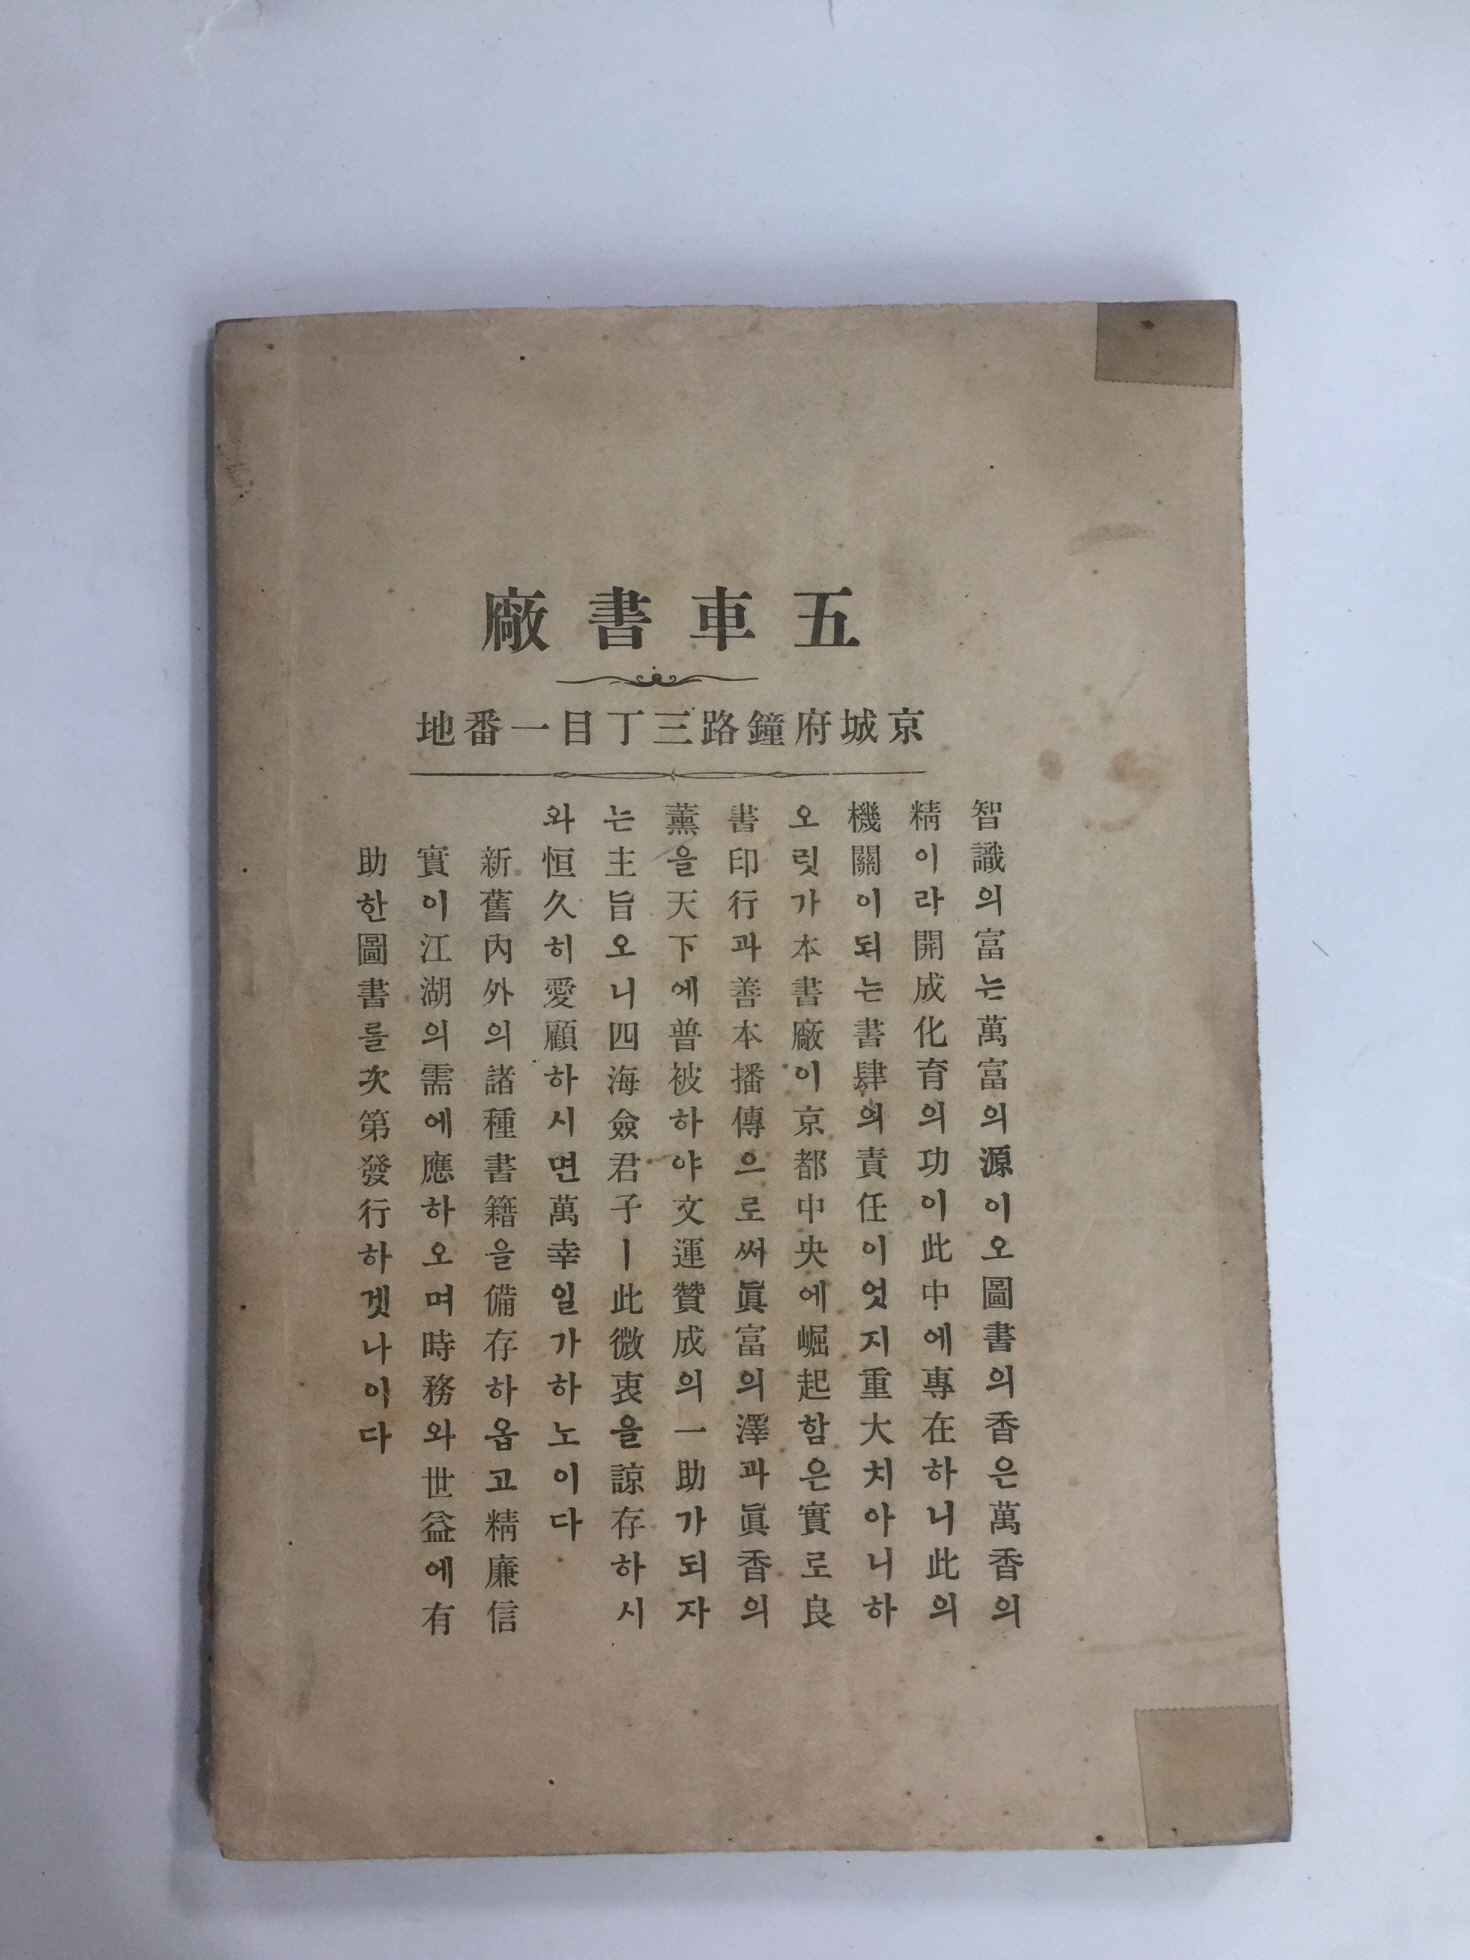 五車書廠
京城府鐘路三丁目一番地
智識의富는萬富의源이오圖書의香은萬香의
精이라開成化育의功이此中에專在하니此의
機關이되는書肆의責任이엇지重大치아니하
오릿가本書廠이京都中央에崛起함은實로良
書印行과善本播傳으로써眞富의澤과眞香의
薰을天下에普被하야文運贊成의一助가되자
는主旨오니四海僉君子ㅣ此微衷을諒存하시
와恒久히愛顧하시면萬幸일가하노이다
新舊內外의諸種書籍을備存하옵고精廉信
實이江湖의需에應하오며時務와世益에有
助한圖書를次第發行하겟나이다